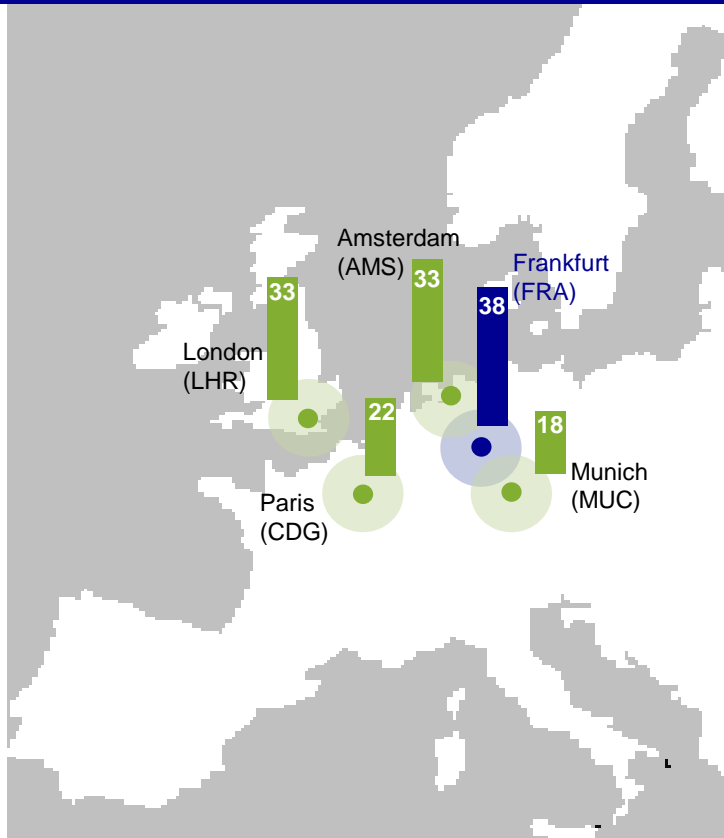 Amsterdam
(AMS)
33
Frankfurt
(FRA)
38
33
London
(LHR)
22
Paris
(CDG)
18
Munich
(MUC)